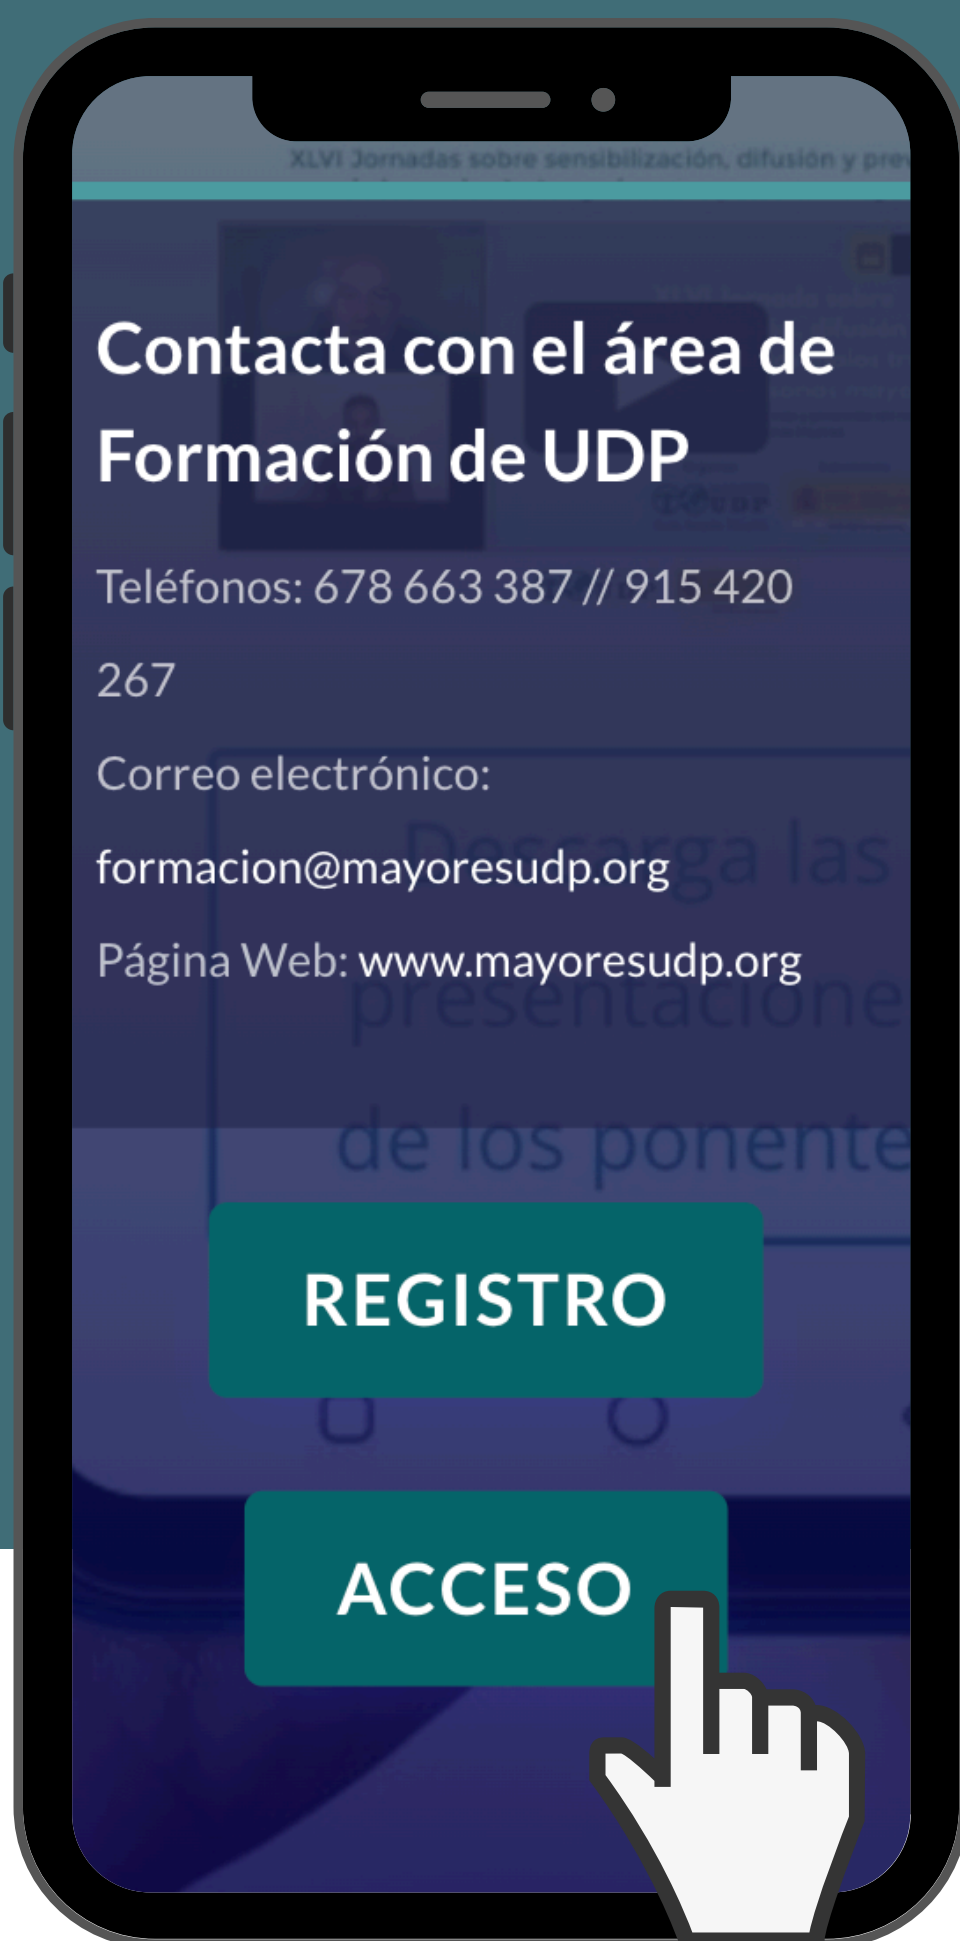 XLVI Jornadas sobre sensibilización, difusión y
Contacta con el área de
Formación de UDP
Teléfonos: 678 663 387 // 915 420
267
Correo electrónico:
formacion@mayoresudp.org
Página Web: www.mayoresudp.org
Descarga las
presentacione
de los ponente
REGISTRO
ACCESO